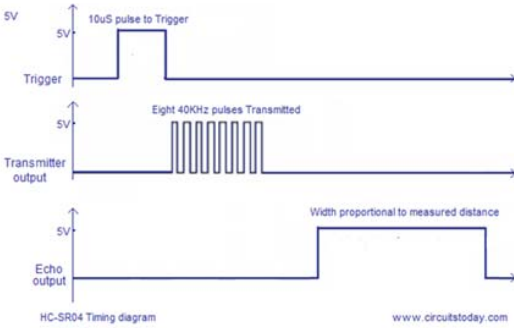 5V
10uS pulse to Trigger
5V
Trigger
Eight 40KHz pulses Transmitted
5V
Transmitter
output
Width proportional to measured distance
5V
Echo
output
HC-SR04 Timing diagram
www.circuitstoday.com